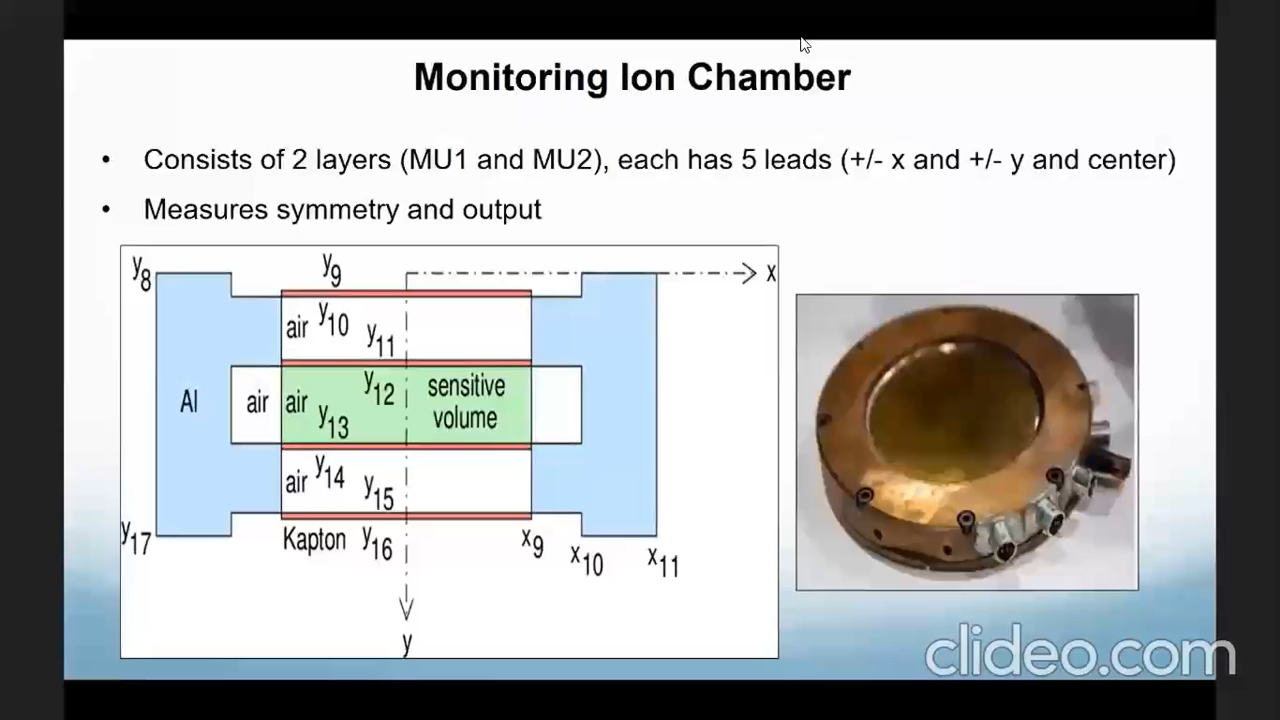 Monitoring Ion Chamber
• Consists of 2 layers (MU1 and MU2), each has 5 leads (+/- x and +/- y and center)
• Measures symmetry and output
y8
y9
x
air y10
y11
Al
air
air
y12
sensitive
volume
y13
air y14
y15
y17
Kapton
y16
x9
x10
x11
y
clideo.com